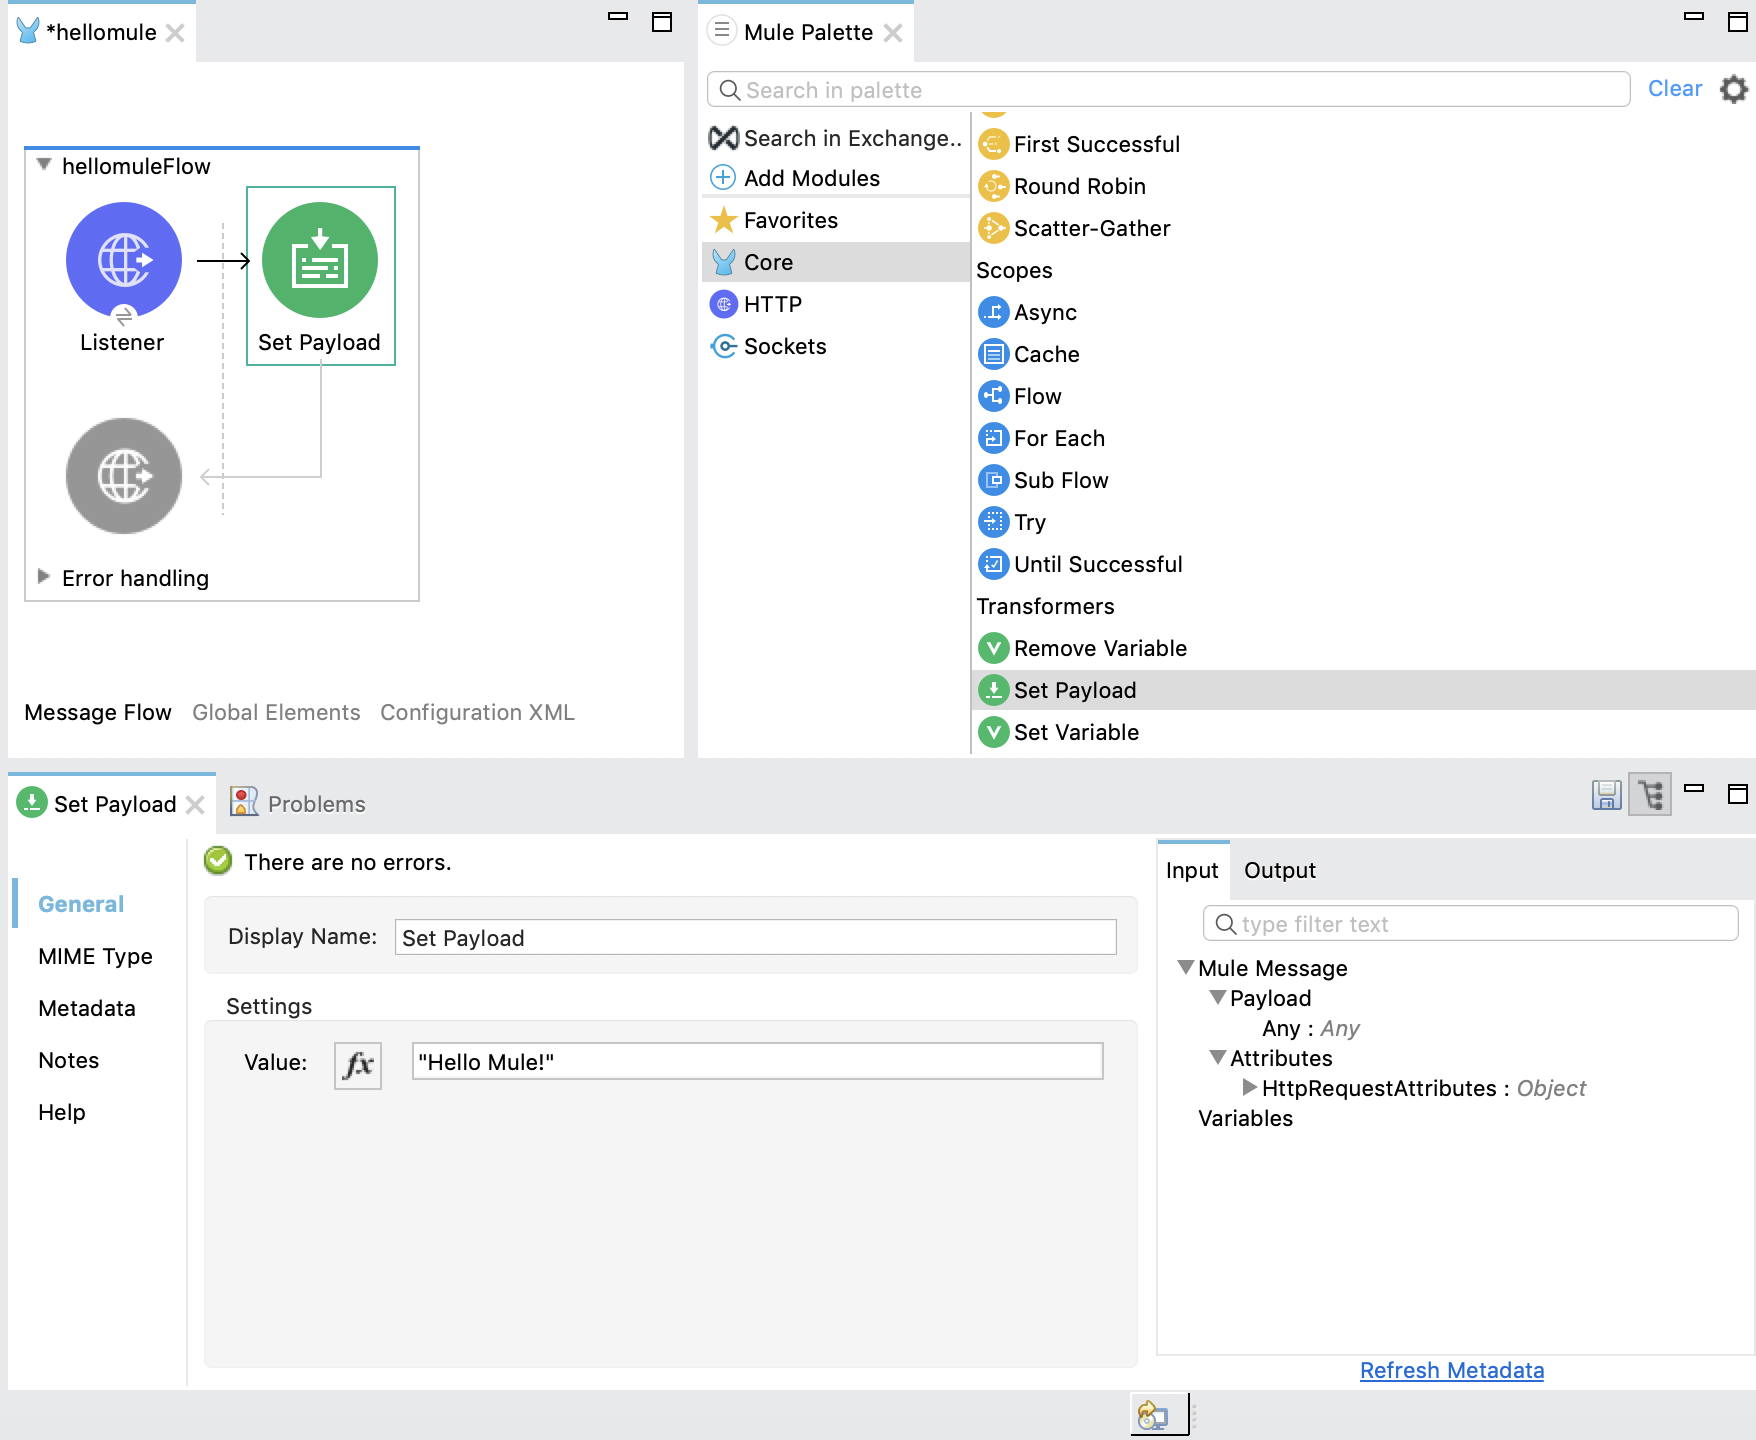 *hellomule
hellomuleFlow
Listener
Set Payload
Error handling
Message Flow
Global Elements
Configuration XML
Mule Palette
Search in palette
Clear
Search in Exchange..
Add Modules
Favorites
Core
HTTP
Sockets
First Successful
Round Robin
Scatter-Gather
Scopes
Async
Cache
Flow
For Each
Sub Flow
Try
Until Successful
Transformers
Remove Variable
Set Payload
Set Variable
Set Payload
Problems
General
MIME Type
Metadata
Notes
Help
There are no errors.
Display Name: Set Payload
Settings
Value: fx "Hello Mule!"
Input
Output
type filter text
Mule Message
Payload
Any : Any
Attributes
HttpRequestAttributes : Object
Variables
Refresh Metadata